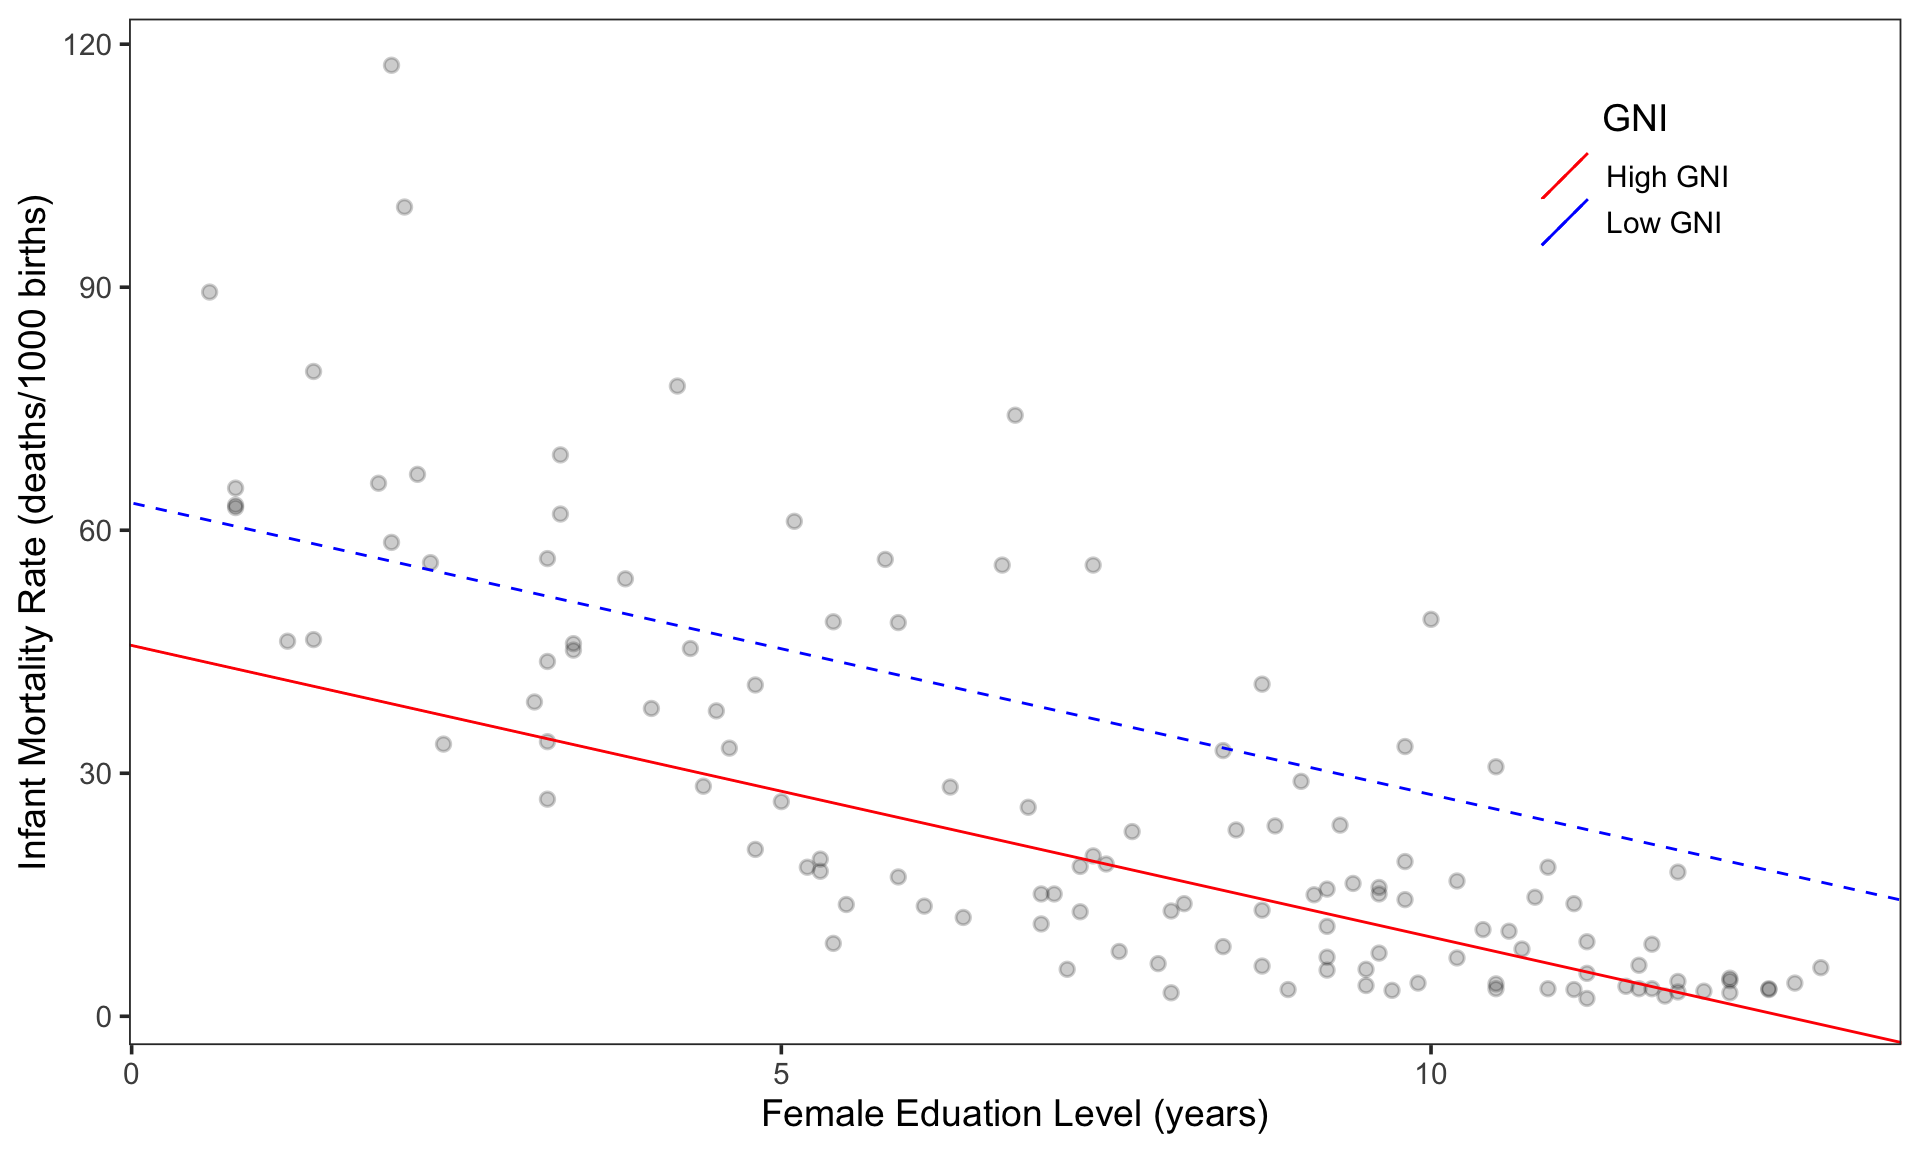 120
90
60
30
0
0
5
10
Infant Mortality Rate (deaths/1000 births)
Female Eduation Level (years)
GNI
High GNI
Low GNI